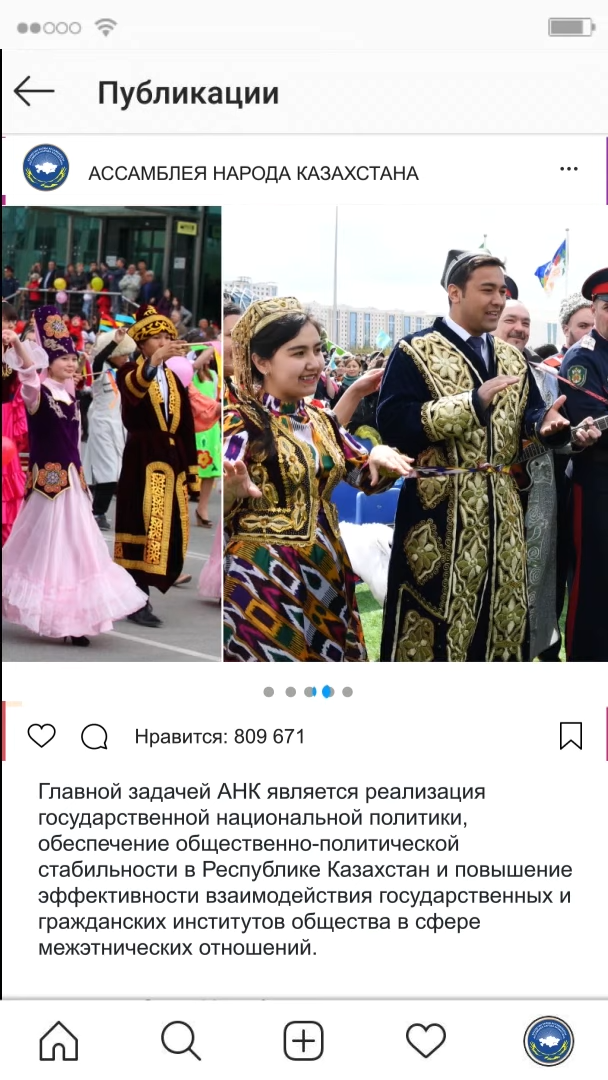 Публикации
АССАМБЛЕЯ НАРОДА КАЗАХСТАНА
Нравится: 809 671
Главной задачей АНК является реализация
государственной национальной политики,
обеспечение общественно-политической
стабильности в Республике Казахстан и повышение
эффективности взаимодействия государственных и
гражданских институтов общества в сфере
межэтнических отношений.